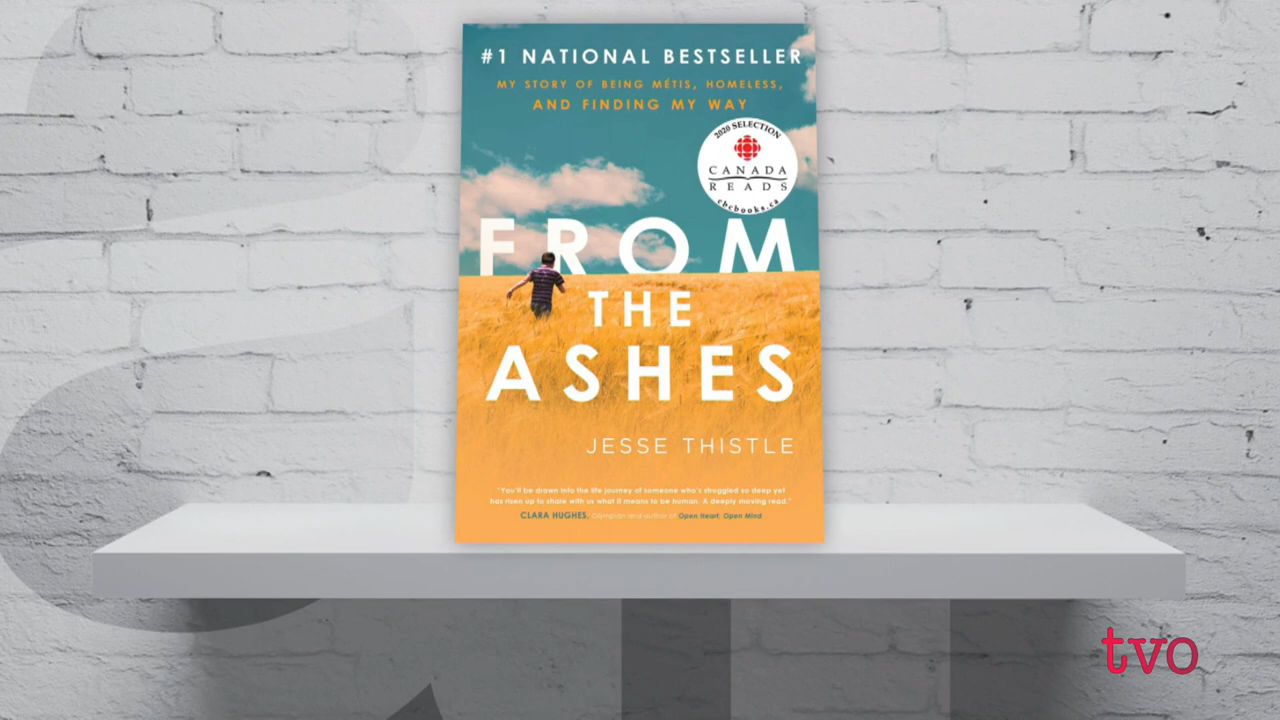 #1 NATIONAL BESTSELLER
MY STORY OF BEING MÉTIS, HOMELESS,
AND FINDING MY WAY
2020 SELECTION
CANADA
READS
cbcbooks.ca
FROM
THE
ASHES
JESSE THISTLE
"You'll be drawn into the life journey of someone who's struggled so deep yet
has risen up to share with us what it means to be human. A deeply moving read."
CLARA HUGHES, Olympian and author of Open Heart, Open Mind
tvo